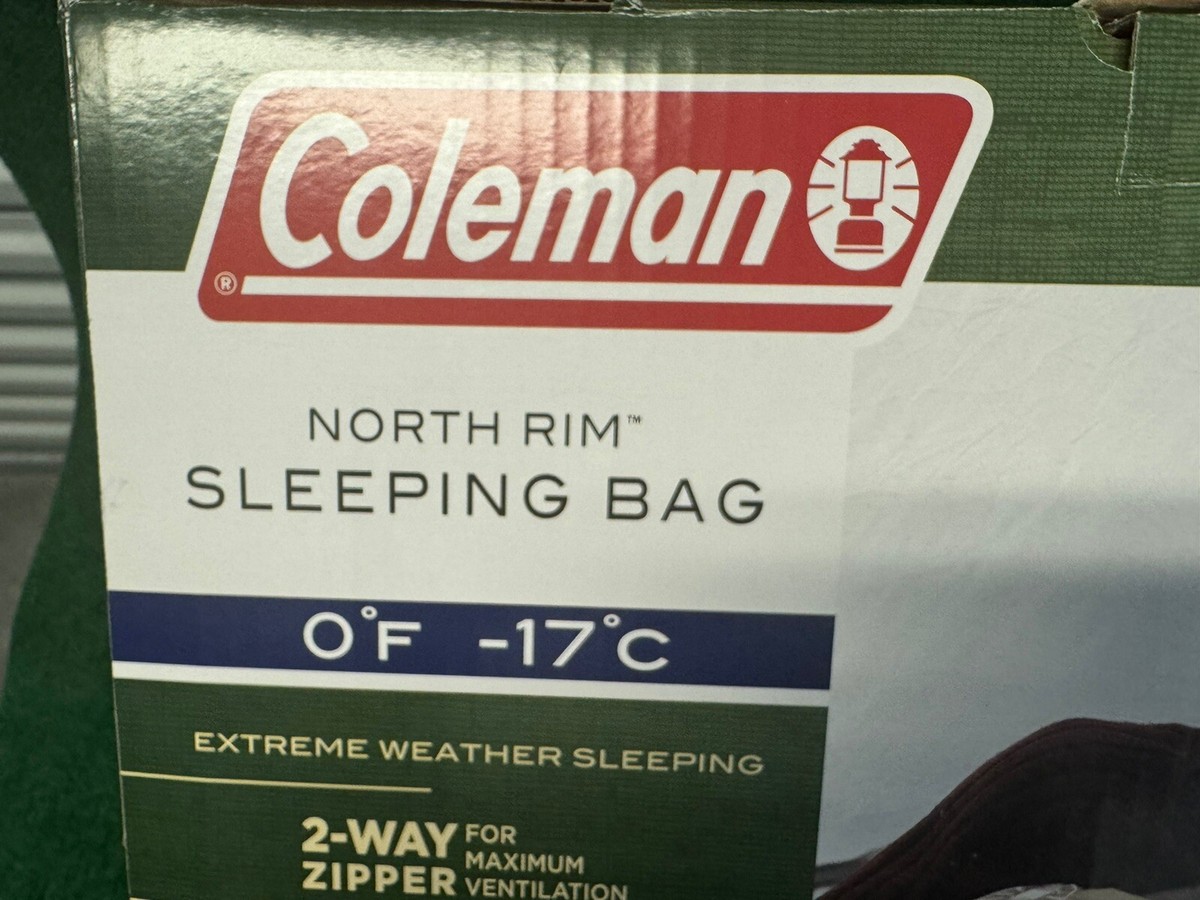 Coleman
®
NORTH RIM™
SLEEPING BAG
0°F -17°C
EXTREME WEATHER SLEEPING
2-WAY FOR
ZIPPER MAXIMUM
VENTILATION